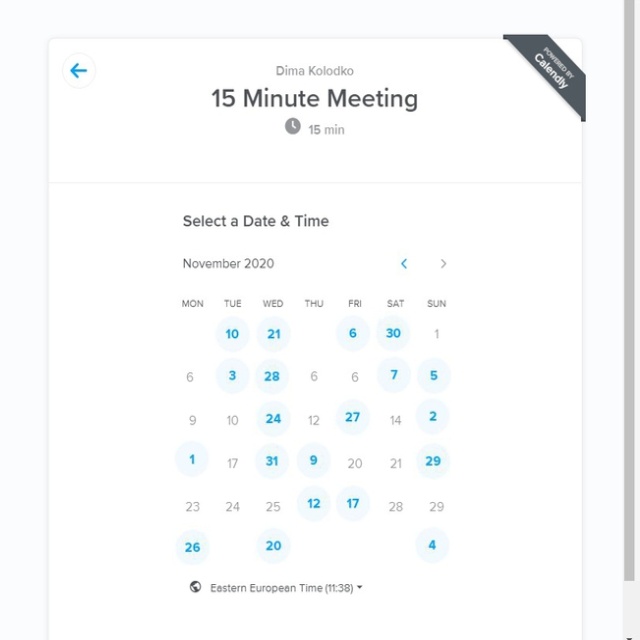 POWERED BY
Calendly
Dima Kolodko
15 Minute Meeting
15 min
Select a Date & Time
November 2020
MON TUE WED THU FRI SAT SUN
10 21 6 30 1
6 3 28 6 6 7 5
9 10 24 12 27 14 2
1 17 31 9 20 21 29
23 24 25 12 17 28 29
26 20 4
Eastern European Time (11:38)